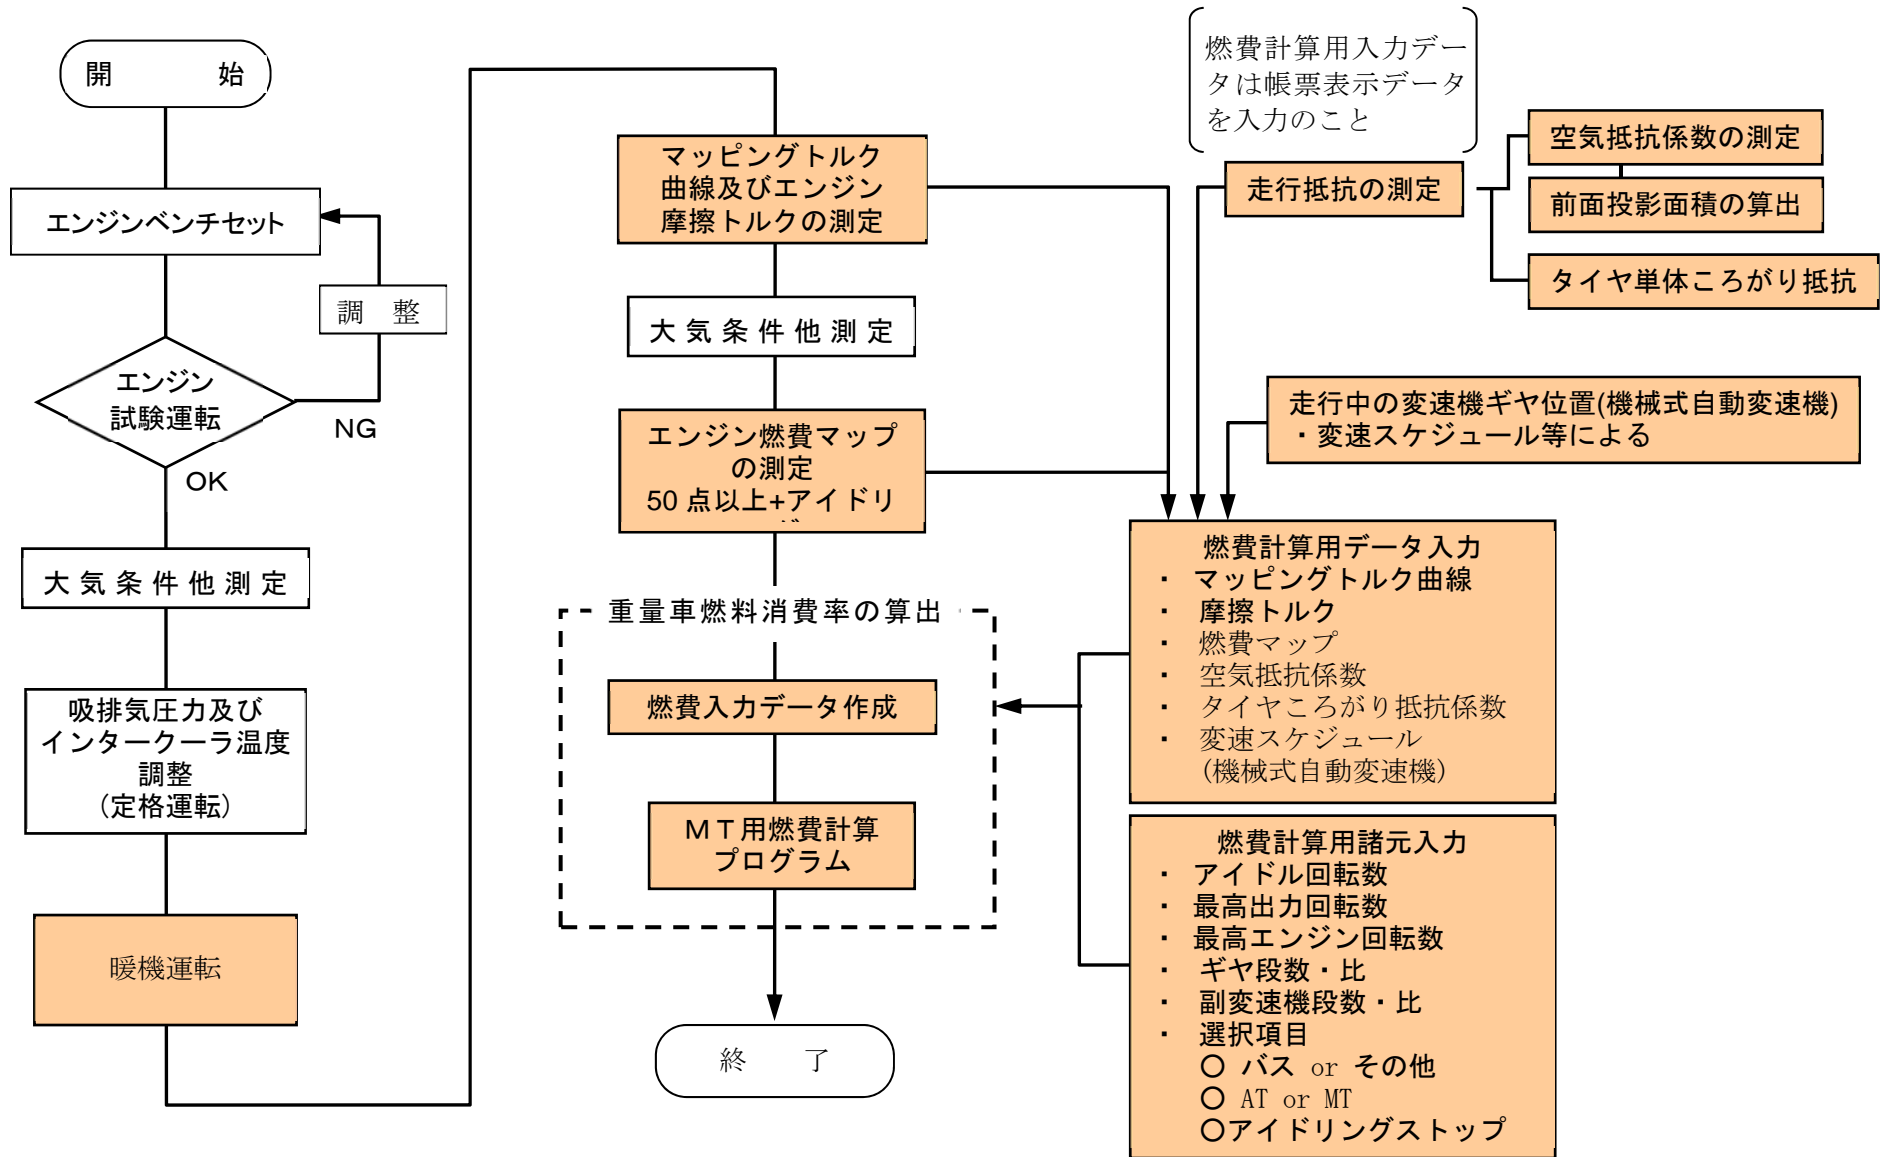 開　　始
エンジンベンチセット
調　整
エンジン
試験運転
NG
OK
大 気 条 件 他 測 定
吸排気圧力及び
インタークーラ温度
調整
（定格運転）
暖機運転
マッピングトルク
曲線及びエンジン
摩擦トルクの測定
大 気 条 件 他 測 定
エンジン燃費マップ
の測定
50 点以上+アイドリ
重量車燃料消費率の算出
燃費入力データ作成
ＭＴ用燃費計算
プログラム
終　了
燃費計算用入力デー
タは帳票表示データ
を入力のこと
走行抵抗の測定
空気抵抗係数の測定
前面投影面積の算出
タイヤ単体ころがり抵抗
走行中の変速機ギヤ位置(機械式自動変速機)
・変速スケジュール等による
燃費計算用データ入力
・ マッピングトルク曲線
・ 摩擦トルク
・ 燃費マップ
・ 空気抵抗係数
・ タイヤころがり抵抗係数
・ 変速スケジュール
(機械式自動変速機)
燃費計算用諸元入力
・ アイドル回転数
・ 最高出力回転数
・ 最高エンジン回転数
・ ギヤ段数・比
・ 副変速機段数・比
・ 選択項目
○ バス or その他
○ AT or MT
○アイドリングストップ